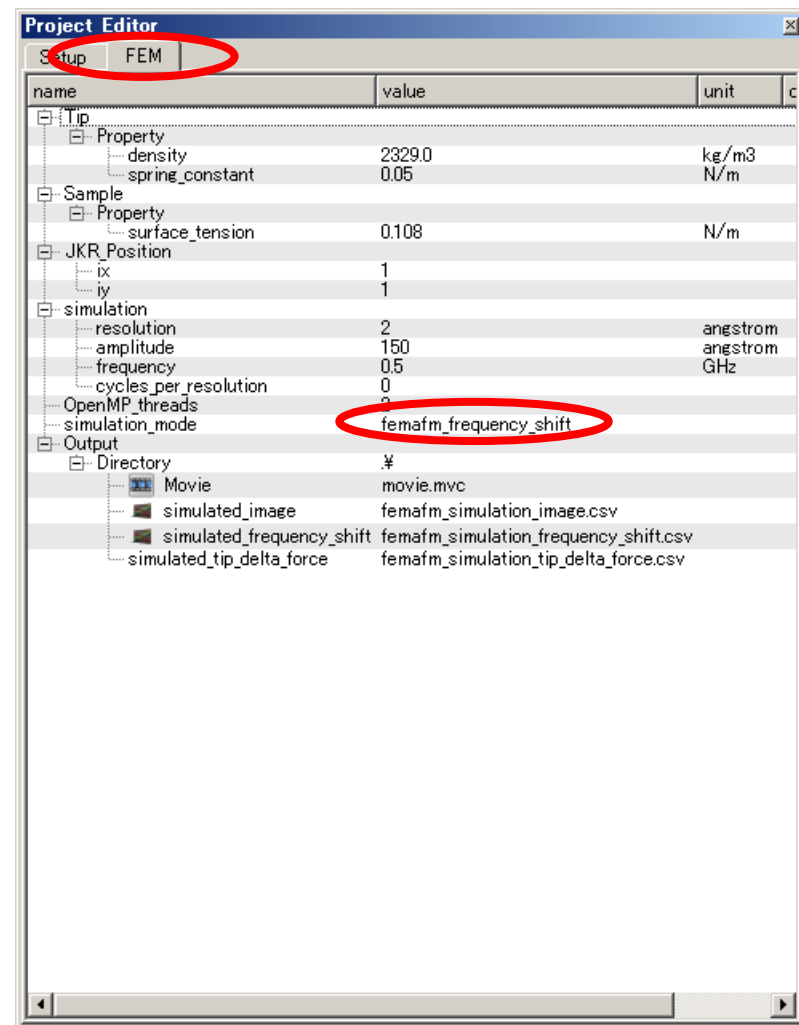 Project Editor
Setup FEM
name value unit c
Tip
Property
density 2329.0 kg/m3
spring_constant 0.05 N/m
Sample
Property
surface_tension 0.108 N/m
JKR_Position
ix 1
iy 1
simulation
resolution 2 angstrom
amplitude 150 angstrom
frequency 0.5 GHz
cycles_per_resolution 0
OpenMP_threads 2
simulation_mode femafm_frequency_shift
Output
Directory .¥
Movie movie.mvc
simulated_image femafm_simulation_image.csv
simulated_frequency_shift femafm_simulation_frequency_shift.csv
simulated_tip_delta_force femafm_simulation_tip_delta_force.csv